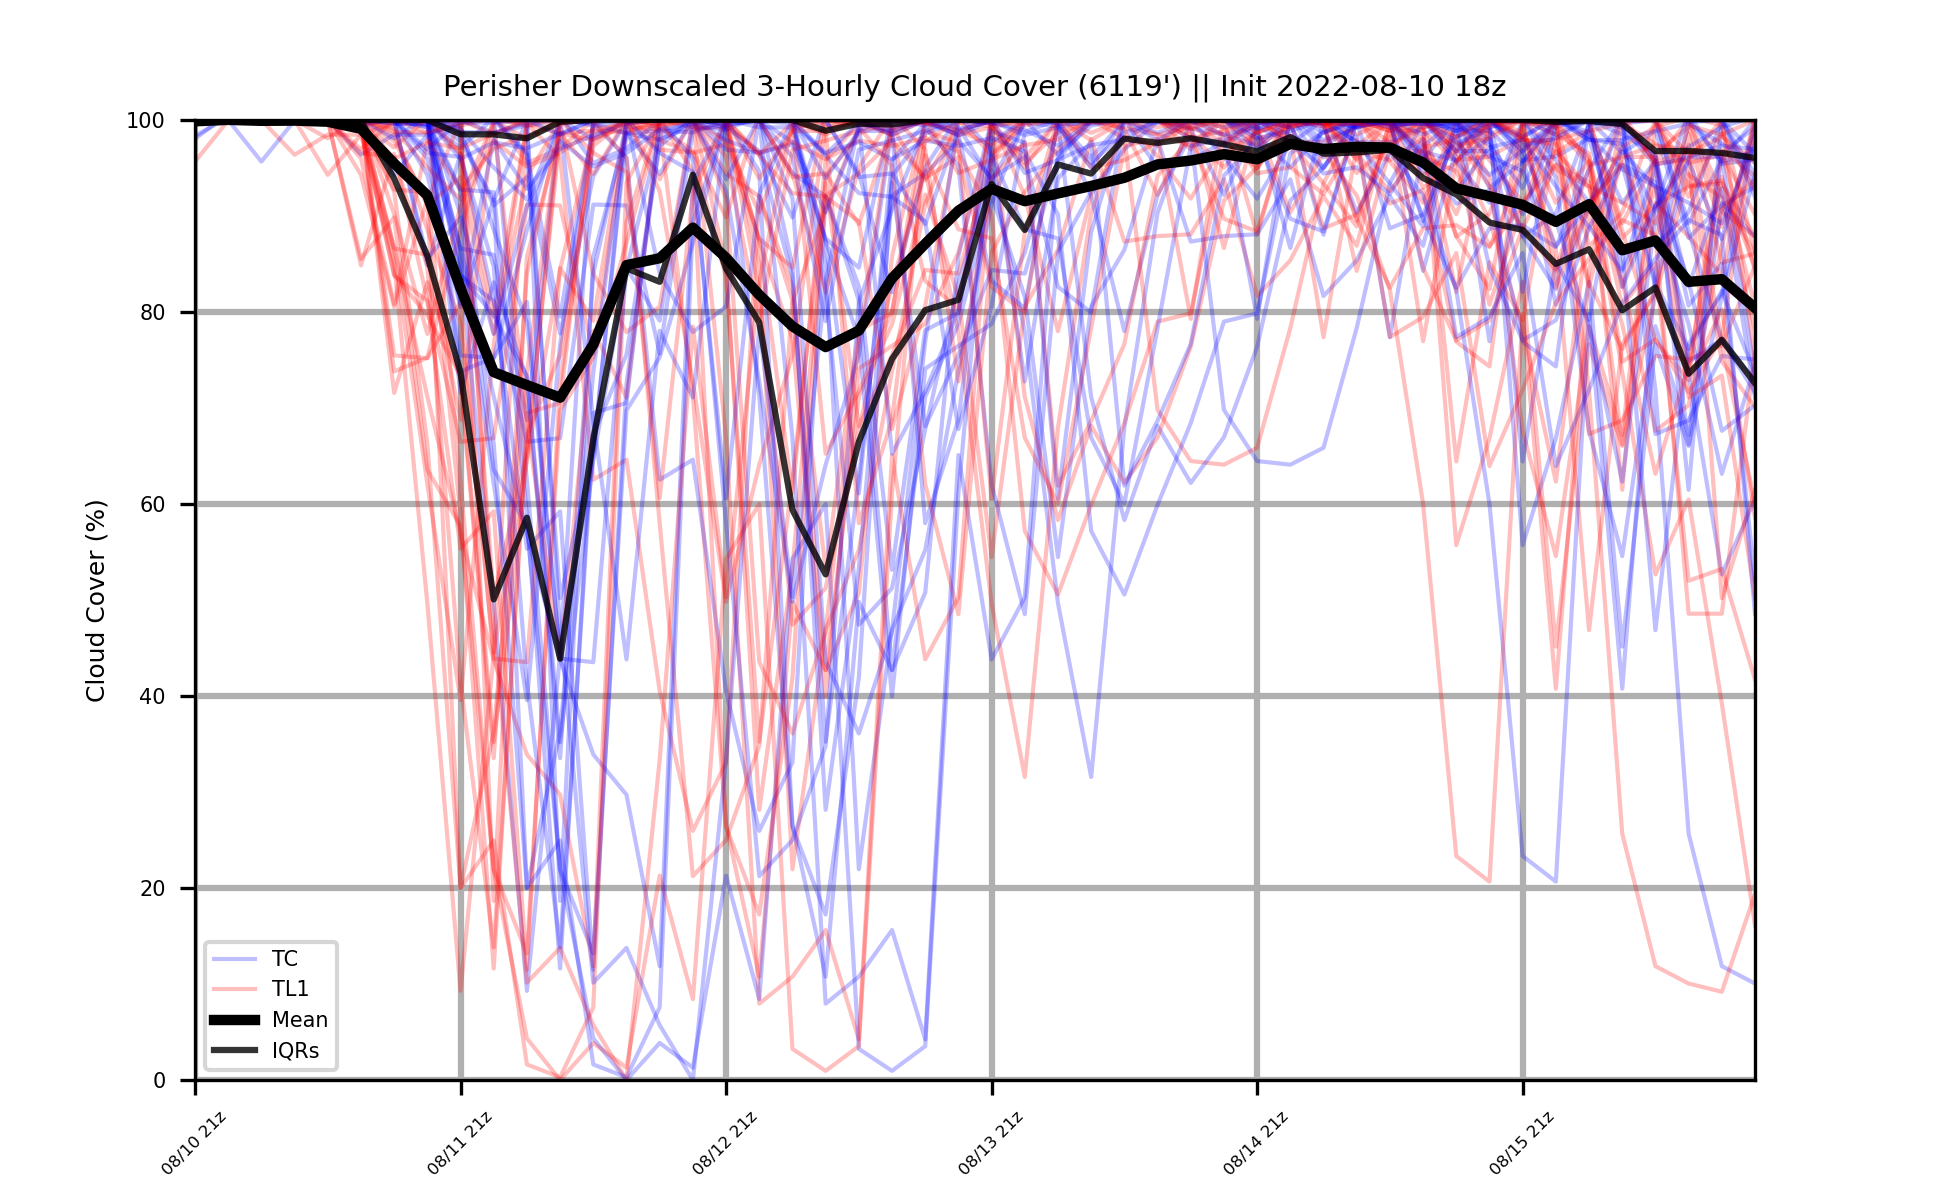 Perisher Downscaled 3-Hourly Cloud Cover (6119') || Init 2022-08-10 18z
Cloud Cover (%)
100
80
60
40
20
0
TC
TL1
Mean
IQRs
08/10 21z
08/11 21z
08/12 21z
08/13 21z
08/14 21z
08/15 21z